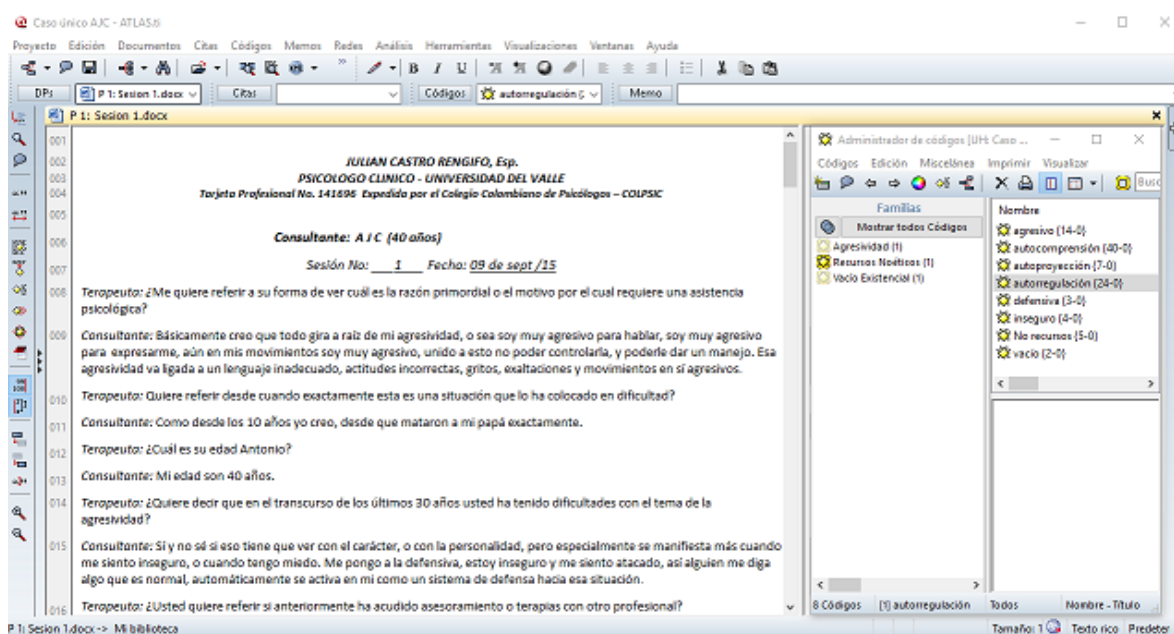 Caso único AJC - ATLAS.ti
Proyecto Edición Documentos Citas Códigos Memos Redes Análisis Herramientas Visualizaciones Ventanas Ayuda
DPs P 1: Sesion 1.docx Citas Códigos autorregulación Memo
P 1: Sesion 1.docx
001
002 JULIAN CASTRO RENGIFO, Esp.
003 PSICOLOGO CLINICO - UNIVERSIDAD DEL VALLE
004 Tarjeta Profesional No. 141696 Expedida por el Colegio Colombiano de Psicólogos – COLPSIC
005
006 Consultante: A J C (40 años)
007 Sesión No: 1 Fecha: 09 de sept /15
008 Terapeuta: ¿Me quiere referir a su forma de ver cuál es la razón primordial o el motivo por el cual requiere una asistencia
psicológica?
009 Consultante: Básicamente creo que todo gira a raíz de mi agresividad, o sea soy muy agresivo para hablar, soy muy agresivo
para expresarme, aún en mis movimientos soy muy agresivo, unido a esto no poder controlarla, y poderle dar un manejo. Esa
agresividad va ligada a un lenguaje inadecuado, actitudes incorrectas, gritos, exaltaciones y movimientos en sí agresivos.
010 Terapeuta: Quiere referir desde cuando exactamente esta es una situación que lo ha colocado en dificultad?
011 Consultante: Como desde los 10 años yo creo, desde que mataron a mi papá exactamente.
012 Terapeuta: ¿Cuál es su edad Antonio?
013 Consultante: Mi edad son 40 años.
014 Terapeuta: ¿Quiere decir que en el transcurso de los últimos 30 años usted ha tenido dificultades con el tema de la
agresividad?
015 Consultante: Sí y no sé si eso tiene que ver con el carácter, o con la personalidad, pero especialmente se manifiesta más cuando
me siento inseguro, o cuando tengo miedo. Me pongo a la defensiva, estoy inseguro y me siento atacado, así alguien me diga
algo que es normal, automáticamente se activa en mi como un sistema de defensa hacia esa situación.
016 Terapeuta: ¿Usted quiere referir si anteriormente ha acudido asesoramiento o terapias con otro profesional?
P 1: Sesion 1.docx -> Mi biblioteca
Tamaño: 1 Texto rico Predeter
Administrador de códigos [UH: Caso ...
Códigos Edición Miscelánea Imprimir Visualizar
Busc
Familias
Mostrar todos Códigos
Agresividad (1)
Recursos Noéticos (1)
Vacio Existencial (1)
Nombre
agresivo {14-0}
autocomprensión {40-0}
autoproyección {7-0}
autorregulación {24-0}
defensiva {3-0}
inseguro {4-0}
No recursos {5-0}
vacío {2-0}
8 Códigos [1] autorregulación Todos Nombre - Título